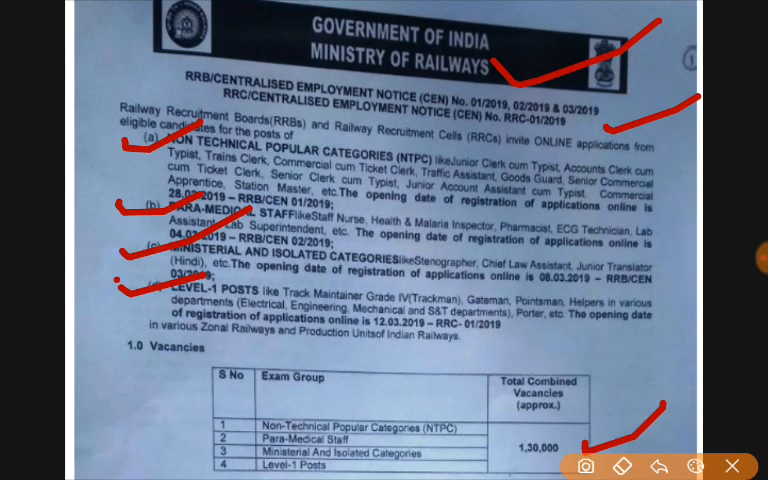 GOVERNMENT OF INDIA
MINISTRY OF RAILWAYS
RRB/CENTRALISED EMPLOYMENT NOTICE (CEN) No. 01/2019, 02/2019 & 03/2019
RRC/CENTRALISED EMPLOYMENT NOTICE (CEN) No. RRC-01/2019
Railway Recruitment Boards(RRBs) and Railway Recruitment Cells (RRCs) invite ONLINE applications from
eligible candidates for the posts of
(a) NON TECHNICAL POPULAR CATEGORIES (NTPC) likeJunior Clerk cum Typist, Accounts Clerk cum
Typist, Trains Clerk, Commercial cum Ticket Clerk, Traffic Assistant, Goods Guard, Senior Commercial
cum Ticket Clerk, Senior Clerk cum Typist, Junior Account Assistant cum Typist. Commercial
Apprentice, Station Master, etc.The opening date of registration of applications online is
28.02.2019 – RRB/CEN 01/2019;
(b) PARA-MEDICAL STAFFlikeStaff Nurse, Health & Malaria Inspector, Pharmacist, ECG Technician, Lab
Assistant, Lab Superintendent, etc. The opening date of registration of applications online is
04.03.2019 – RRB/CEN 02/2019;
(c) MINISTERIAL AND ISOLATED CATEGORIESlikeStenographer, Chief Law Assistant, Junior Translator
(Hindi), etc.The opening date of registration of applications online is 08.03.2019 – RRB/CEN
03/2019;
(d) LEVEL-1 POSTS like Track Maintainer Grade IV(Trackman), Gateman, Pointsman, Helpers in various
departments (Electrical, Engineering, Mechanical and S&T departments), Porter, etc. The opening date
of registration of applications online is 12.03.2019 – RRC- 01/2019
in various Zonal Railways and Production Unitsof Indian Railways.
1.0 Vacancies
S No Exam Group Total Combined
Vacancies
(approx.)
1 Non-Technical Popular Categories (NTPC)
2 Para-Medical Staff
3 Ministerial And Isolated Categories
4 Level-1 Posts
1,30,000